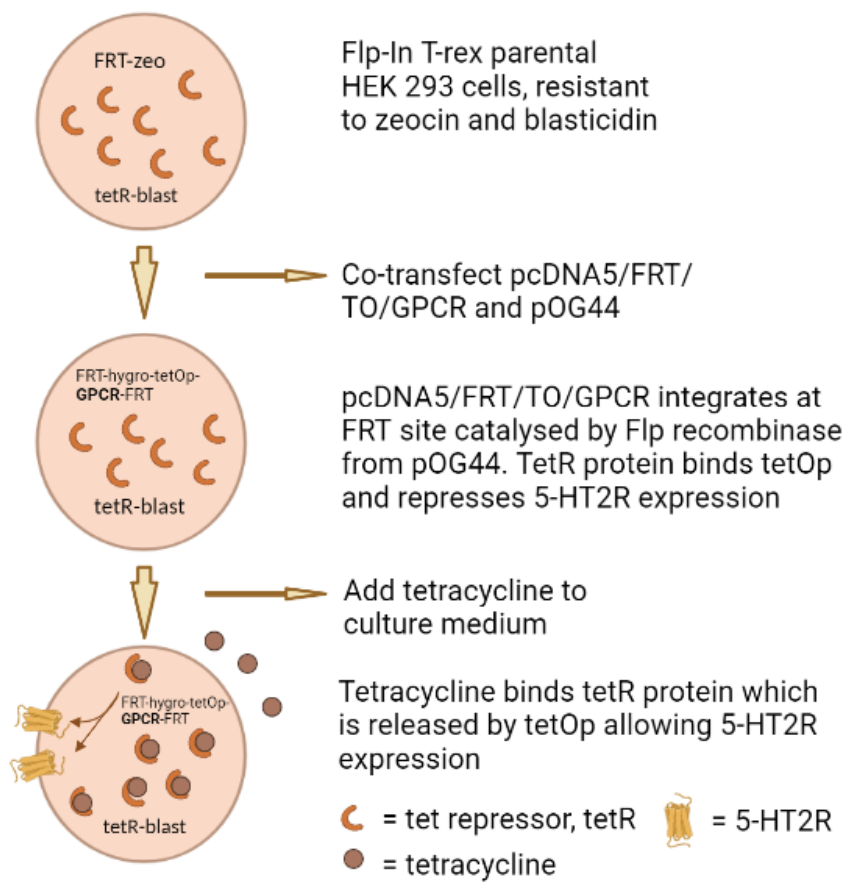 FRT-zeo
tetR-blast
Flp-In T-rex parental
HEK 293 cells, resistant
to zeocin and blasticidin
Co-transfect pcDNA5/FRT/
TO/GPCR and pOG44
FRT-hygro-tetOp-
GPCR-FRT
tetR-blast
pcDNA5/FRT/TO/GPCR integrates at
FRT site catalysed by Flp recombinase
from pOG44. TetR protein binds tetOp
and represses 5-HT2R expression
Add tetracycline to
culture medium
FRT-hygro-tetOp-
GPCR-FRT
tetR-blast
Tetracycline binds tetR protein which
is released by tetOp allowing 5-HT2R
expression
= tet repressor, tetR
= 5-HT2R
= tetracycline